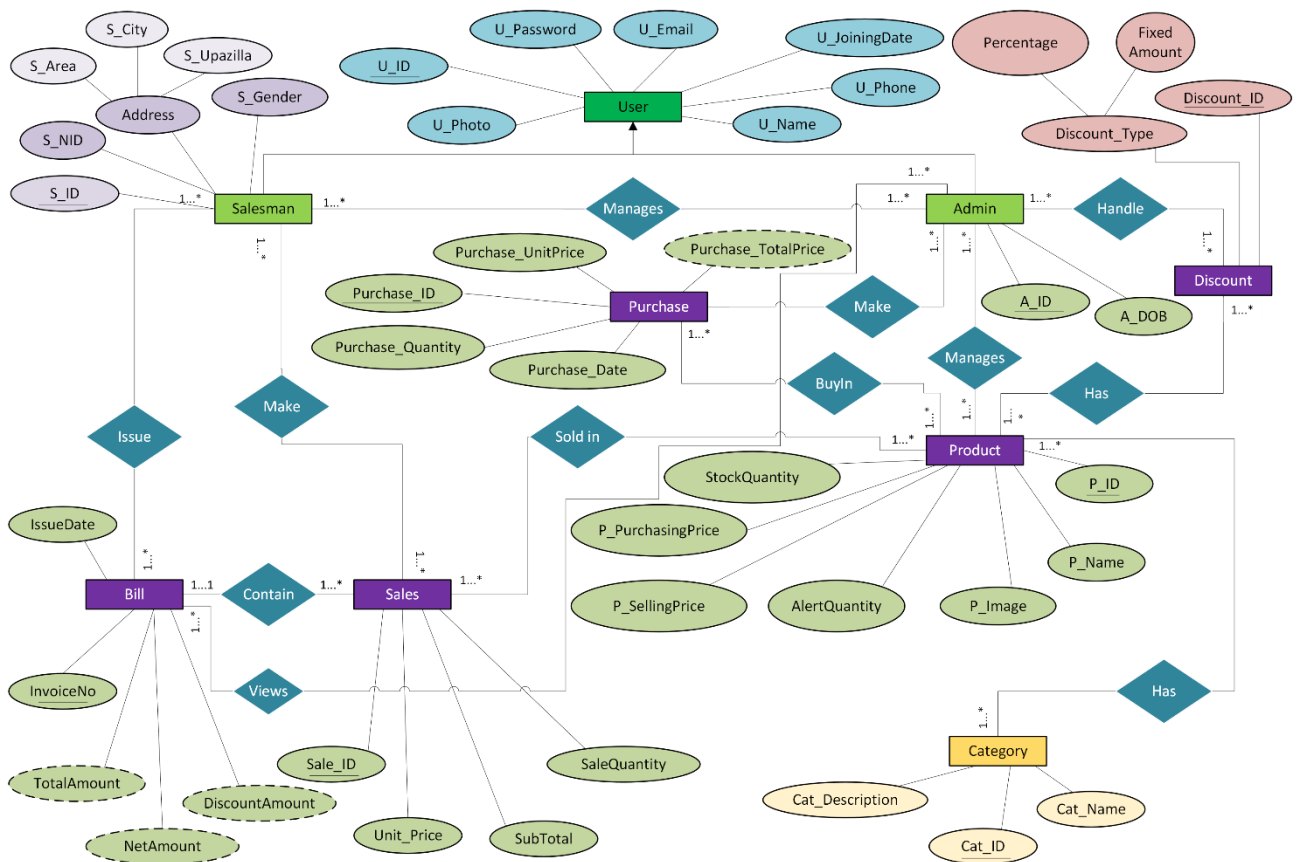 S_City
U_Password
U_Email
Percentage
Fixed
Amount
S_Area
S_Upazilla
U_ID
U_JoiningDate
Address
S_Gender
User
U_Phone
Discount_ID
U_Photo
U_Name
Discount_Type
S_NID
S_ID
1...*
Salesman
1...*
Manages
1...*
1...*
Admin
1...*
Handle
1...*
1...*
Purchase_UnitPrice
Purchase_TotalPrice
1...1
1...*
Purchase_ID
Purchase
Make
A_ID
Discount
1...*
1...*
A_DOB
Purchase_Quantity
Purchase_Date
Manages
BuyIn
Has
Make
Issue
Sold in
1...*
1...*
1...*
1...*
Product
1...*
StockQuantity
P_ID
IssueDate
P_PurchasingPrice
1...*
1...*
P_Name
Bill
1...1
Contain
1...*
Sales
1...*
P_SellingPrice
AlertQuantity
P_Image
1...*
InvoiceNo
Views
Has
1...*
Category
TotalAmount
DiscountAmount
Sale_ID
SaleQuantity
Cat_Description
Cat_Name
NetAmount
Unit_Price
SubTotal
Cat_ID